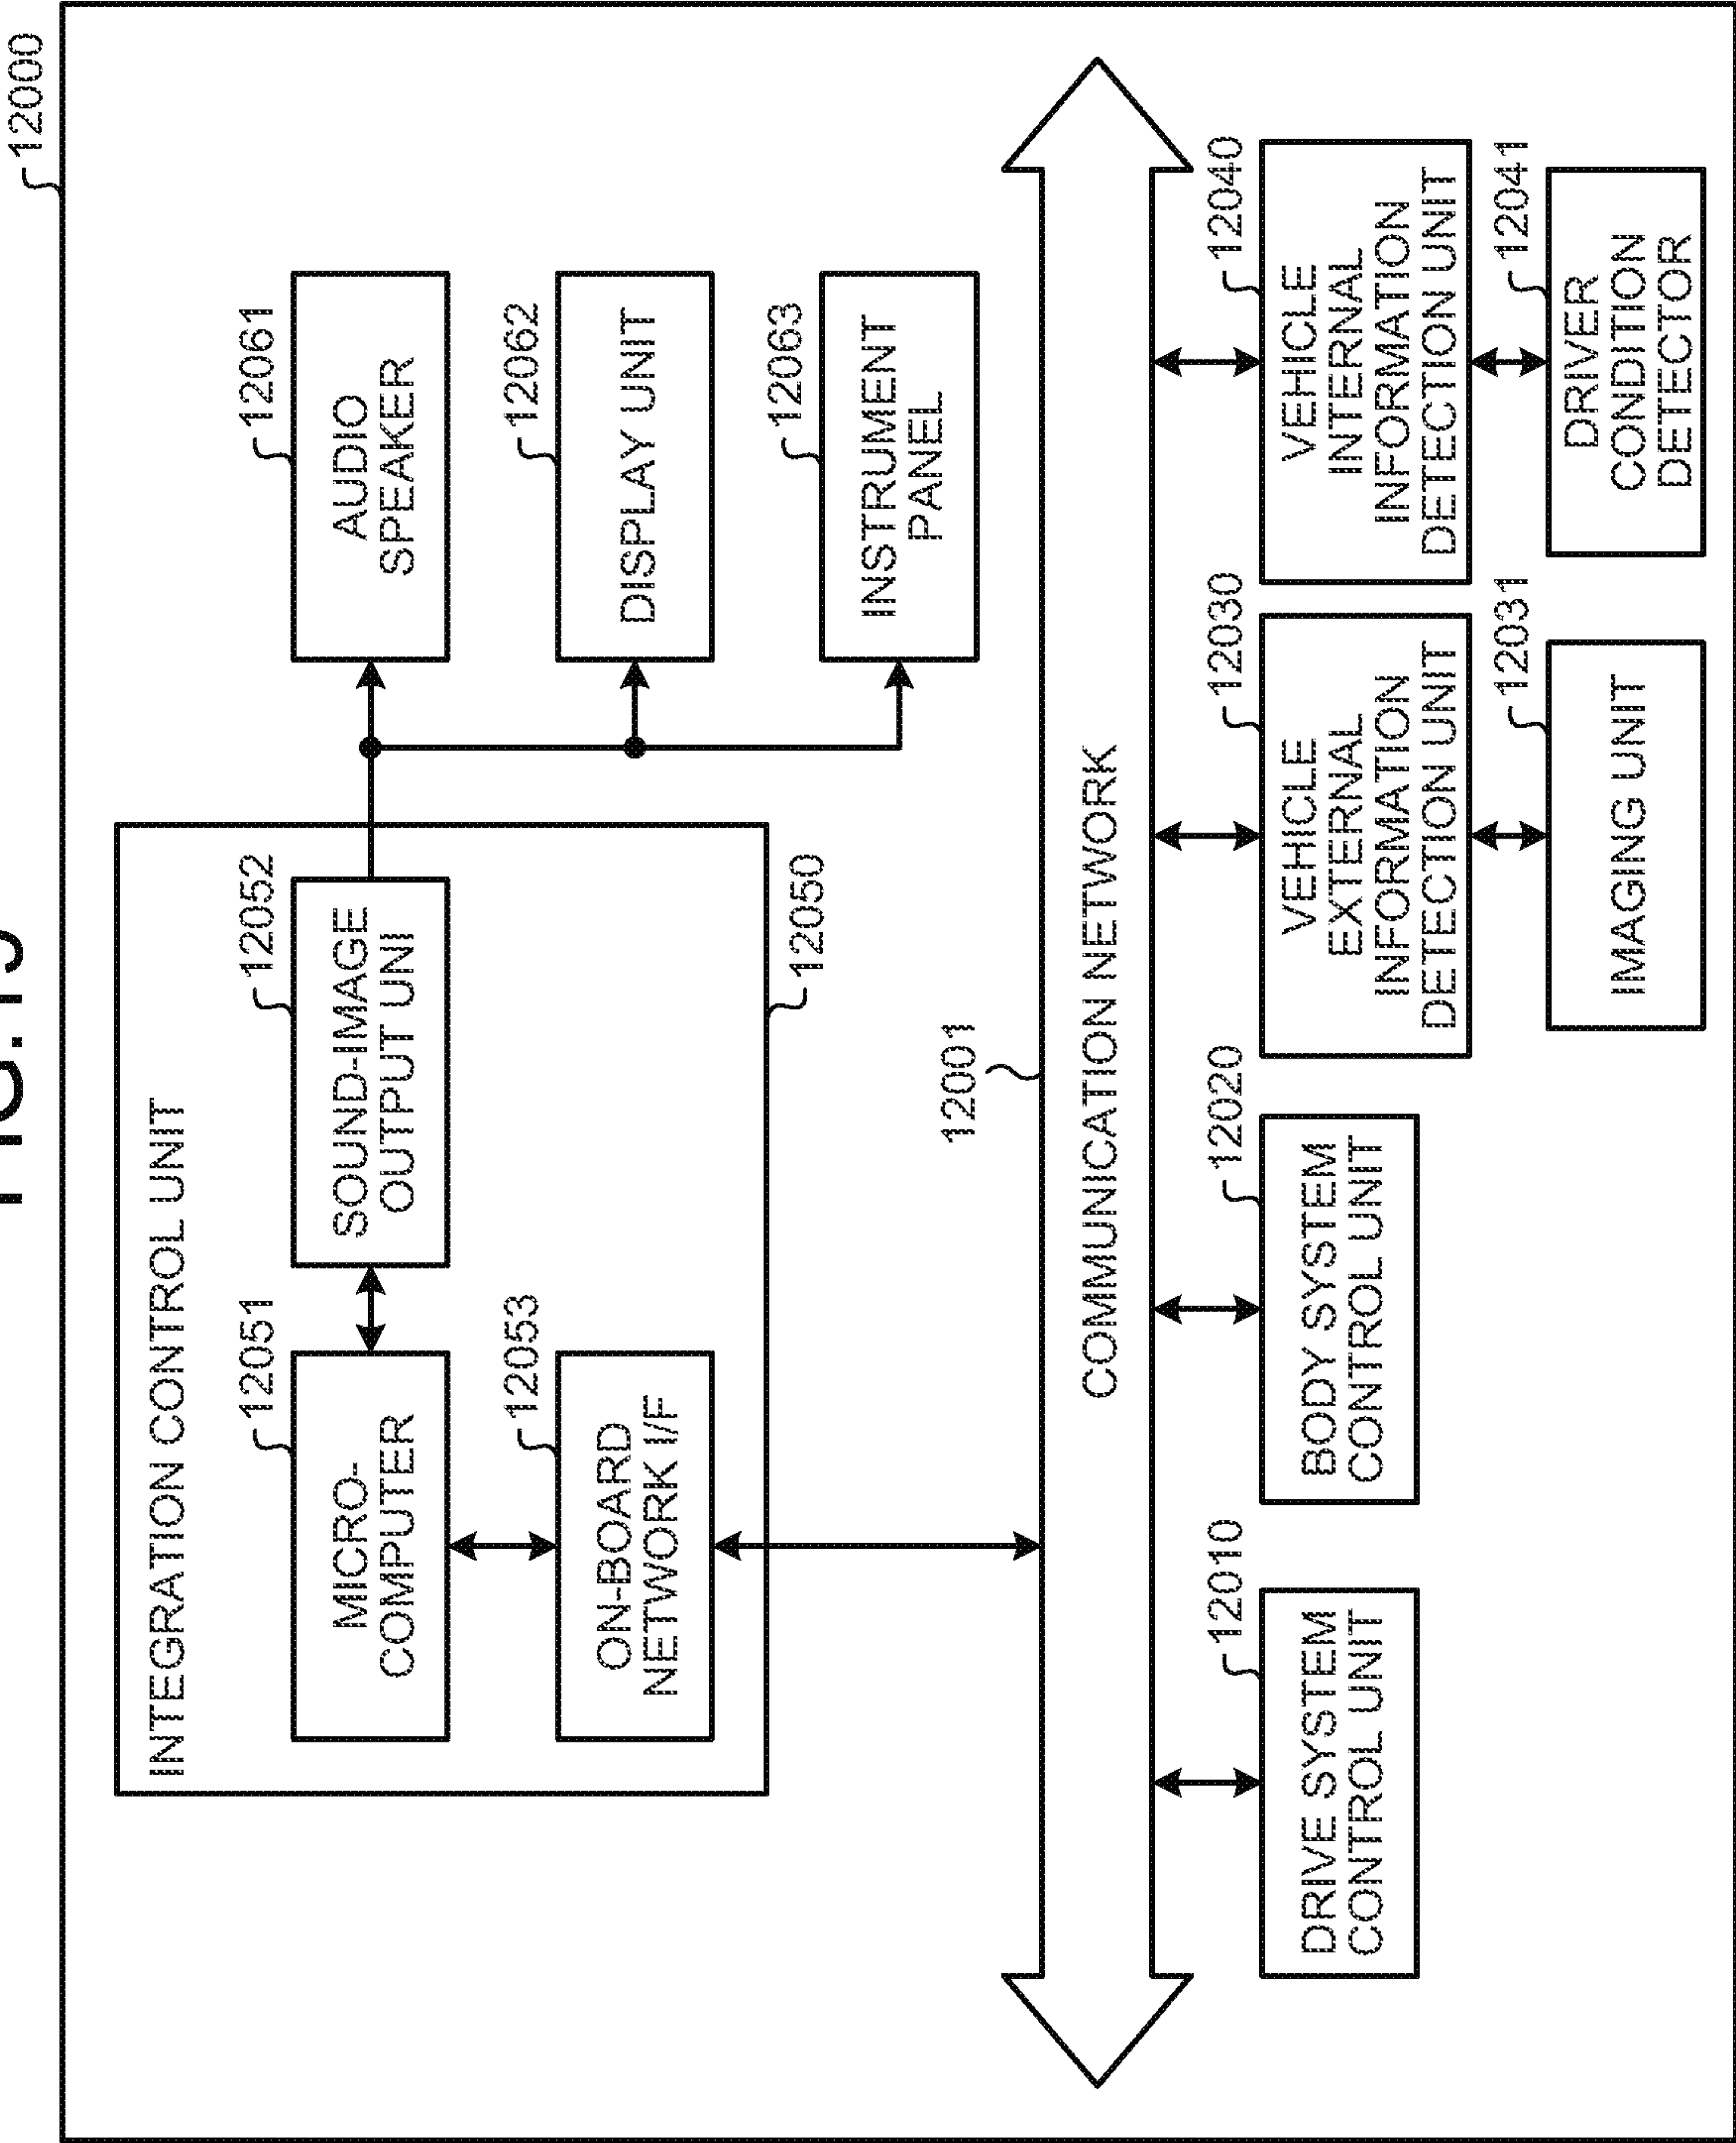 12000
INTEGRATION CONTROL UNIT
12051
MICRO-
COMPUTER
12052
SOUND-IMAGE
OUTPUT UNI
12061
AUDIO
SPEAKER
12053
ON-BOARD
NETWORK I/F
12062
DISPLAY UNIT
12050
12063
INSTRUMENT
PANEL
12001
COMMUNICATION NETWORK
12010
DRIVE SYSTEM
CONTROL UNIT
12020
BODY SYSTEM
CONTROL UNIT
12030
VEHICLE
EXTERNAL
INFORMATION
DETECTION UNIT
12040
VEHICLE
INTERNAL
INFORMATION
DETECTION UNIT
12031
IMAGING UNIT
12041
DRIVER
CONDITION
DETECTOR